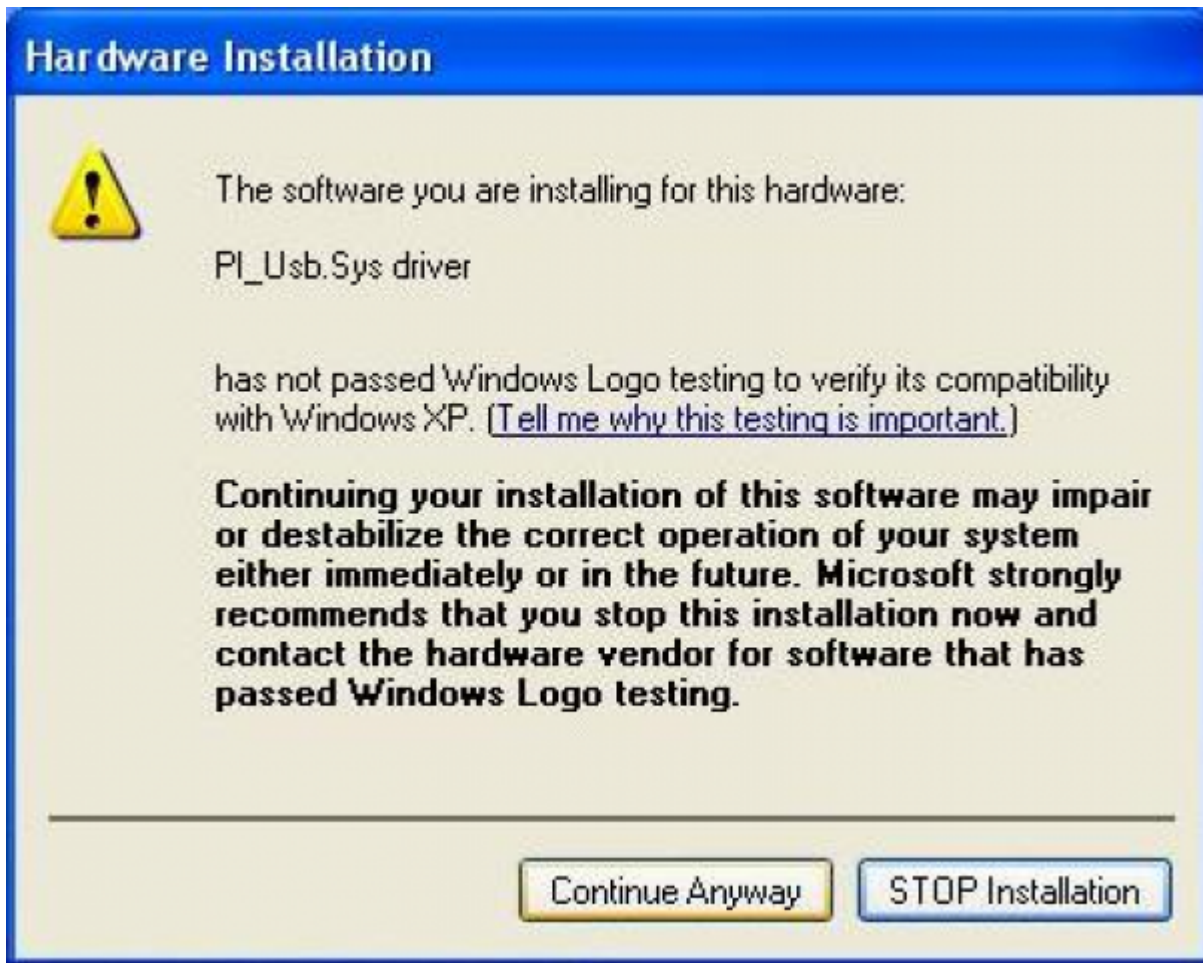 Hardware Installation
The software you are installing for this hardware:
PI_Usb.Sys driver
has not passed Windows Logo testing to verify its compatibility
with Windows XP. (Tell me why this testing is important.)
Continuing your installation of this software may impair
or destabilize the correct operation of your system
either immediately or in the future. Microsoft strongly
recommends that you stop this installation now and
contact the hardware vendor for software that has
passed Windows Logo testing.
Continue Anyway
STOP Installation